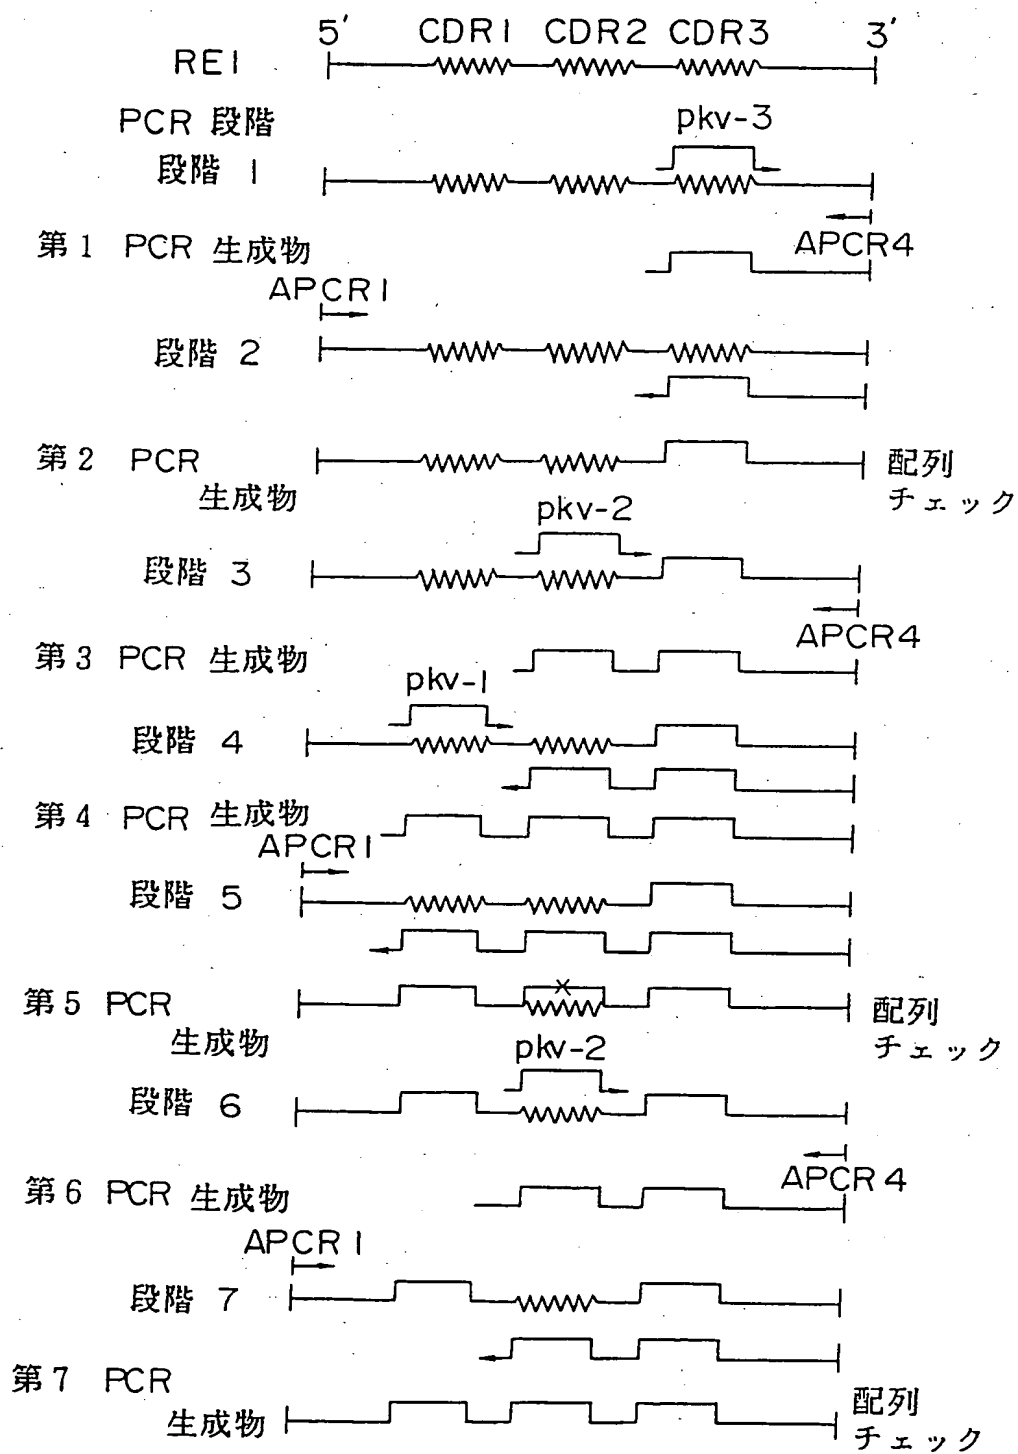 5' CDR1 CDR2 CDR3 3'
RE1
PCR 段階
pkv-3
段階 1
APCR4
第1 PCR 生成物
APCR1
段階 2
第2 PCR
生成物
配列
チェック
pkv-2
段階 3
APCR4
第3 PCR 生成物
pkv-1
段階 4
第4 PCR 生成物
APCR1
段階 5
第5 PCR
生成物
配列
チェック
pkv-2
段階 6
APCR4
第6 PCR 生成物
APCR1
段階 7
第7 PCR
生成物
配列
チェック